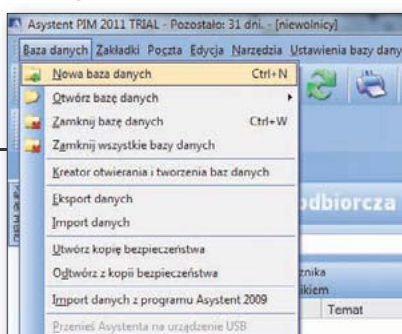 Asystent PIM 2011 TRIAL - Pozostało: 31 dni. - [niewolnicy]
Baza danych Zakładki Poczta Edycja Narzędzia Ustawienia bazy dany
Nowa baza danych Ctrl+N
Otwórz bazę danych
Zamknij bazę danych Ctrl+W
Zamknij wszystkie bazy danych
Kreator otwierania i tworzenia baz danych
Eksport danych
Import danych
odbiorcza
Utwórz kopię bezpieczeństwa
Odtwórz z kopii bezpieczeństwa
znika
Import danych z programu Asystent 2009
ikiem
Temat
Przenieś Asystenta na urządzenie USB